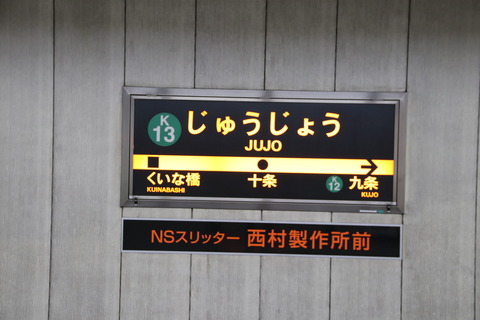 K
13
じゅうじょう
JUJO
くいな橋
KUINABASHI
十条
K
12
九条
KUJO
NSスリッター 西村製作所前